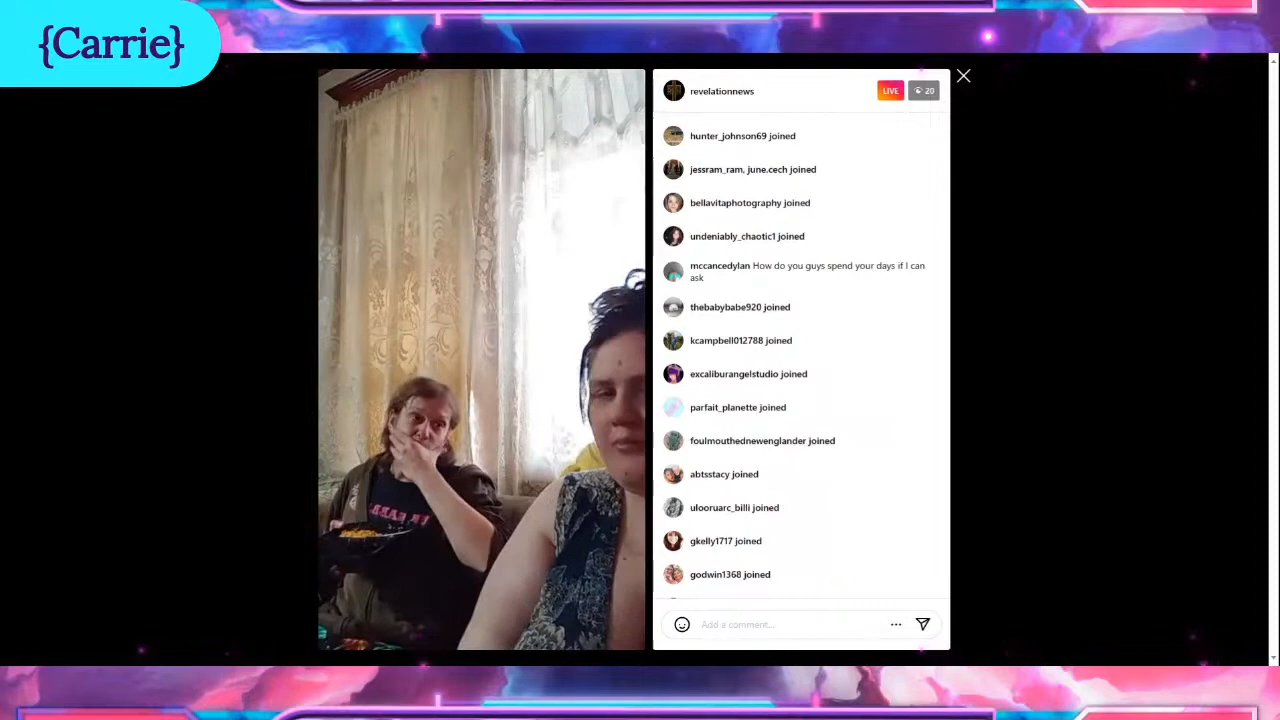 {Carrie}
revelationnews
LIVE
20
hunter_johnson69 joined
jessram_ram, june.cech joined
bellavitaphotography joined
undeniably_chaotic1 joined
mccancedylan How do you guys spend your days if I can
ask
thebabybabe920 joined
kcampbell012788 joined
excaliburangelstudio joined
parfait_planette joined
foulmouthednewenglander joined
abtsstacy joined
ulooruarc_billi joined
gkelly1717 joined
godwin1368 joined
Add a comment...